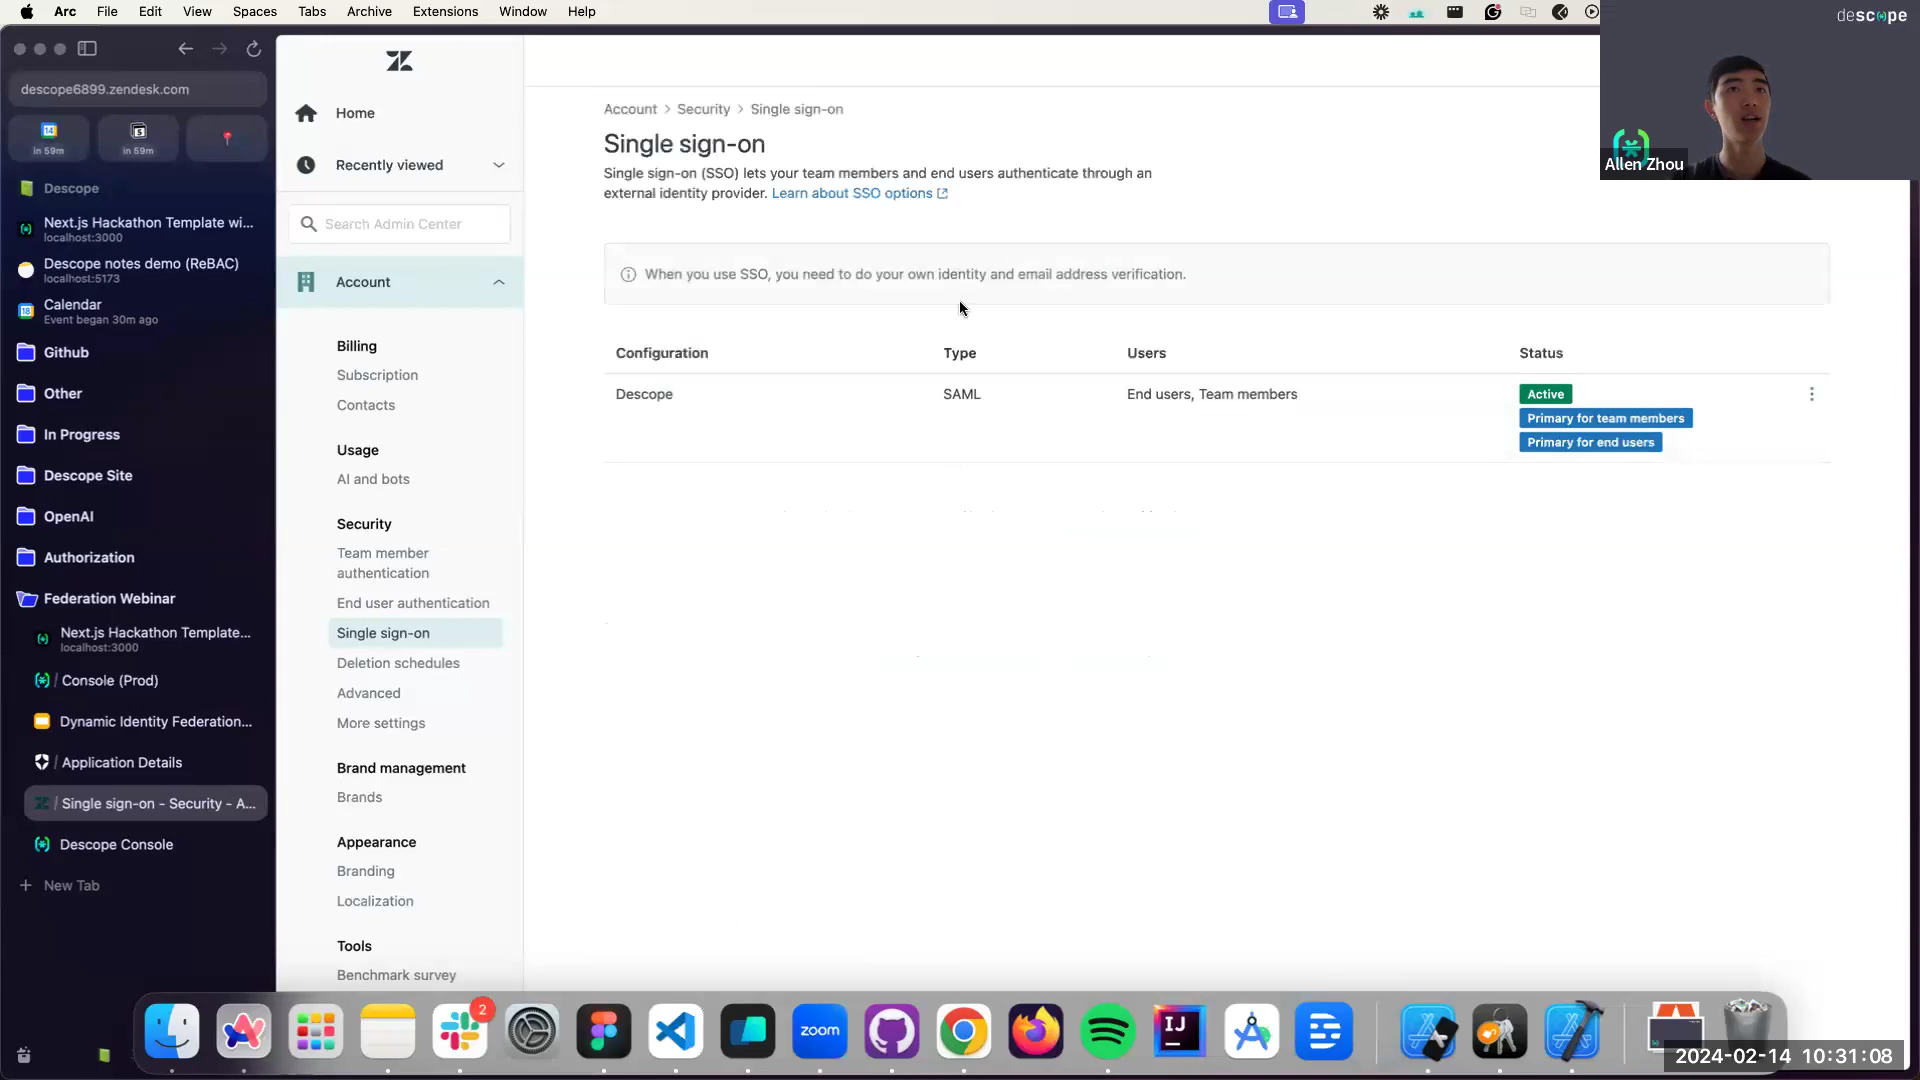 Arc File Edit View Spaces Tabs Archive Extensions Window Help
descope
Allen Zhou
descope6899.zendesk.com
in 59m
in 59m
Descope
Next.js Hackathon Template wi...
localhost:3000
Descope notes demo (ReBAC)
localhost:5173
Calendar
Event began 30m ago
Github
Other
In Progress
Descope Site
OpenAI
Authorization
Federation Webinar
Next.js Hackathon Template...
localhost:3000
/ Console (Prod)
Dynamic Identity Federation...
/ Application Details
/ Single sign-on - Security - A...
Descope Console
+ New Tab
Home
Recently viewed
Search Admin Center
Account
Billing
Subscription
Contacts
Usage
AI and bots
Security
Team member
authentication
End user authentication
Single sign-on
Deletion schedules
Advanced
More settings
Brand management
Brands
Appearance
Branding
Localization
Tools
Benchmark survey
Account > Security > Single sign-on
Single sign-on
Single sign-on (SSO) lets your team members and end users authenticate through an
external identity provider. Learn about SSO options
When you use SSO, you need to do your own identity and email address verification.
Configuration Type Users Status
Descope SAML End users, Team members Active
Primary for team members
Primary for end users
2
zoom
IJ
2024-02-14 10:31:08